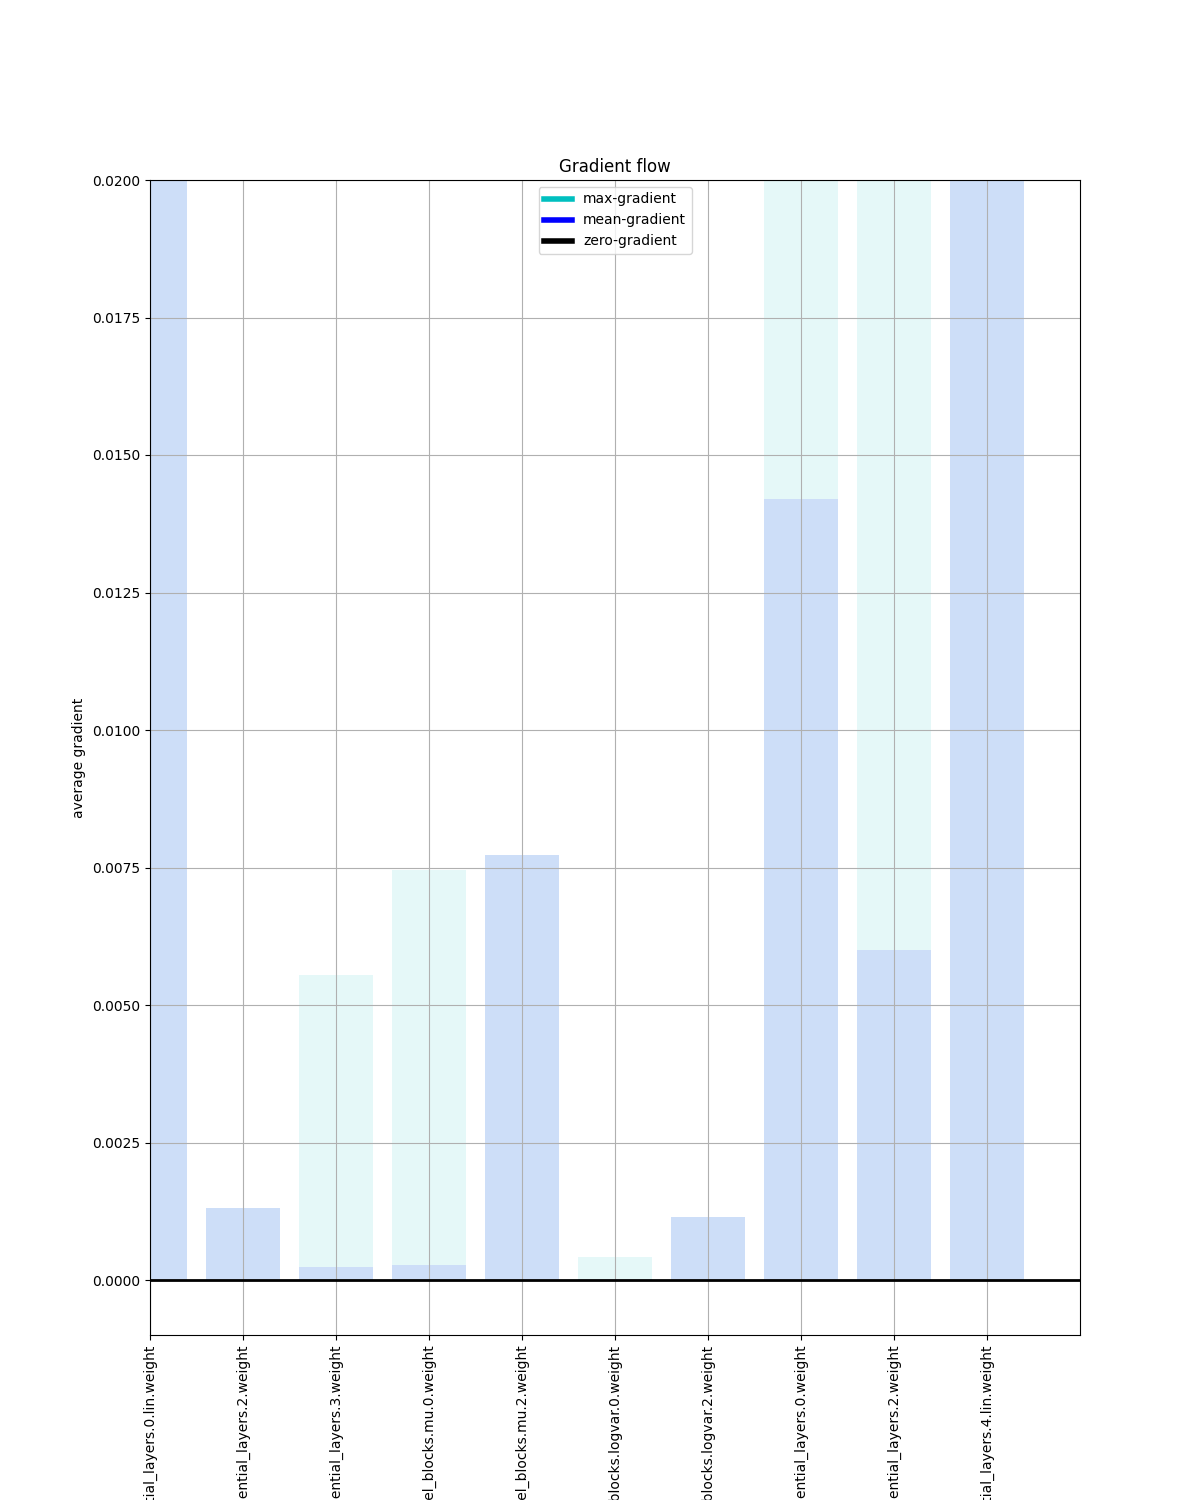 Gradient flow
max-gradient
mean-gradient
zero-gradient
0.0200
0.0175
0.0150
0.0125
0.0100
0.0075
0.0050
0.0025
0.0000
average gradient
tial_layers.0.lin.weight
ential_layers.2.weight
ential_layers.3.weight
el_blocks.mu.0.weight
el_blocks.mu.2.weight
blocks.logvar.0.weight
blocks.logvar.2.weight
ential_layers.0.weight
ential_layers.2.weight
tial_layers.4.lin.weight